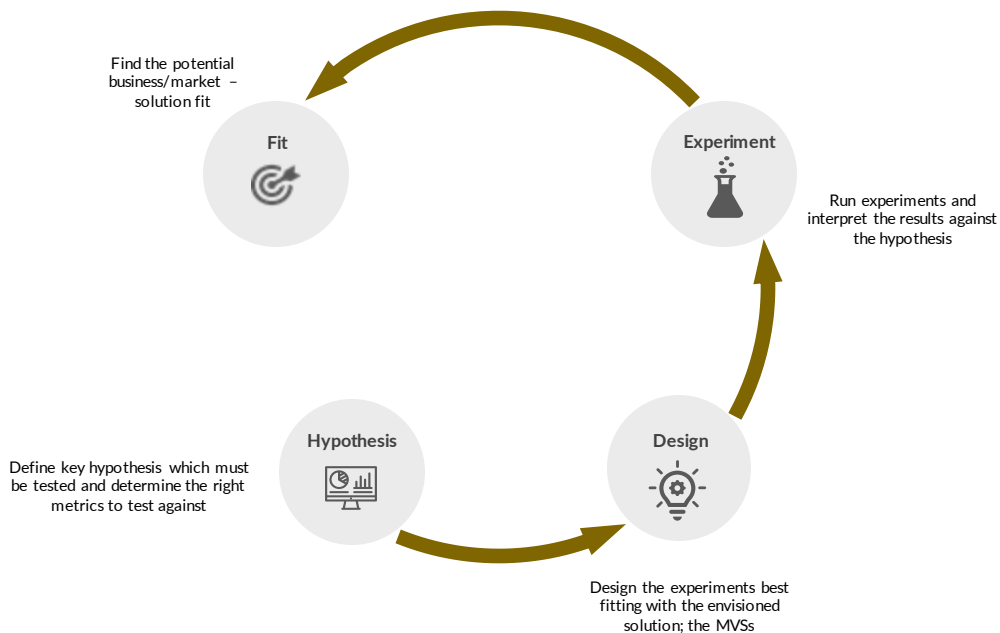 Find the potential
business/market –
solution fit
Fit
Experiment
Run experiments and
interpret the results against
the hypothesis
Hypothesis
Design
Define key hypothesis which must
be tested and determine the right
metrics to test against
Design the experiments best
fitting with the envisioned
solution; the MVSs